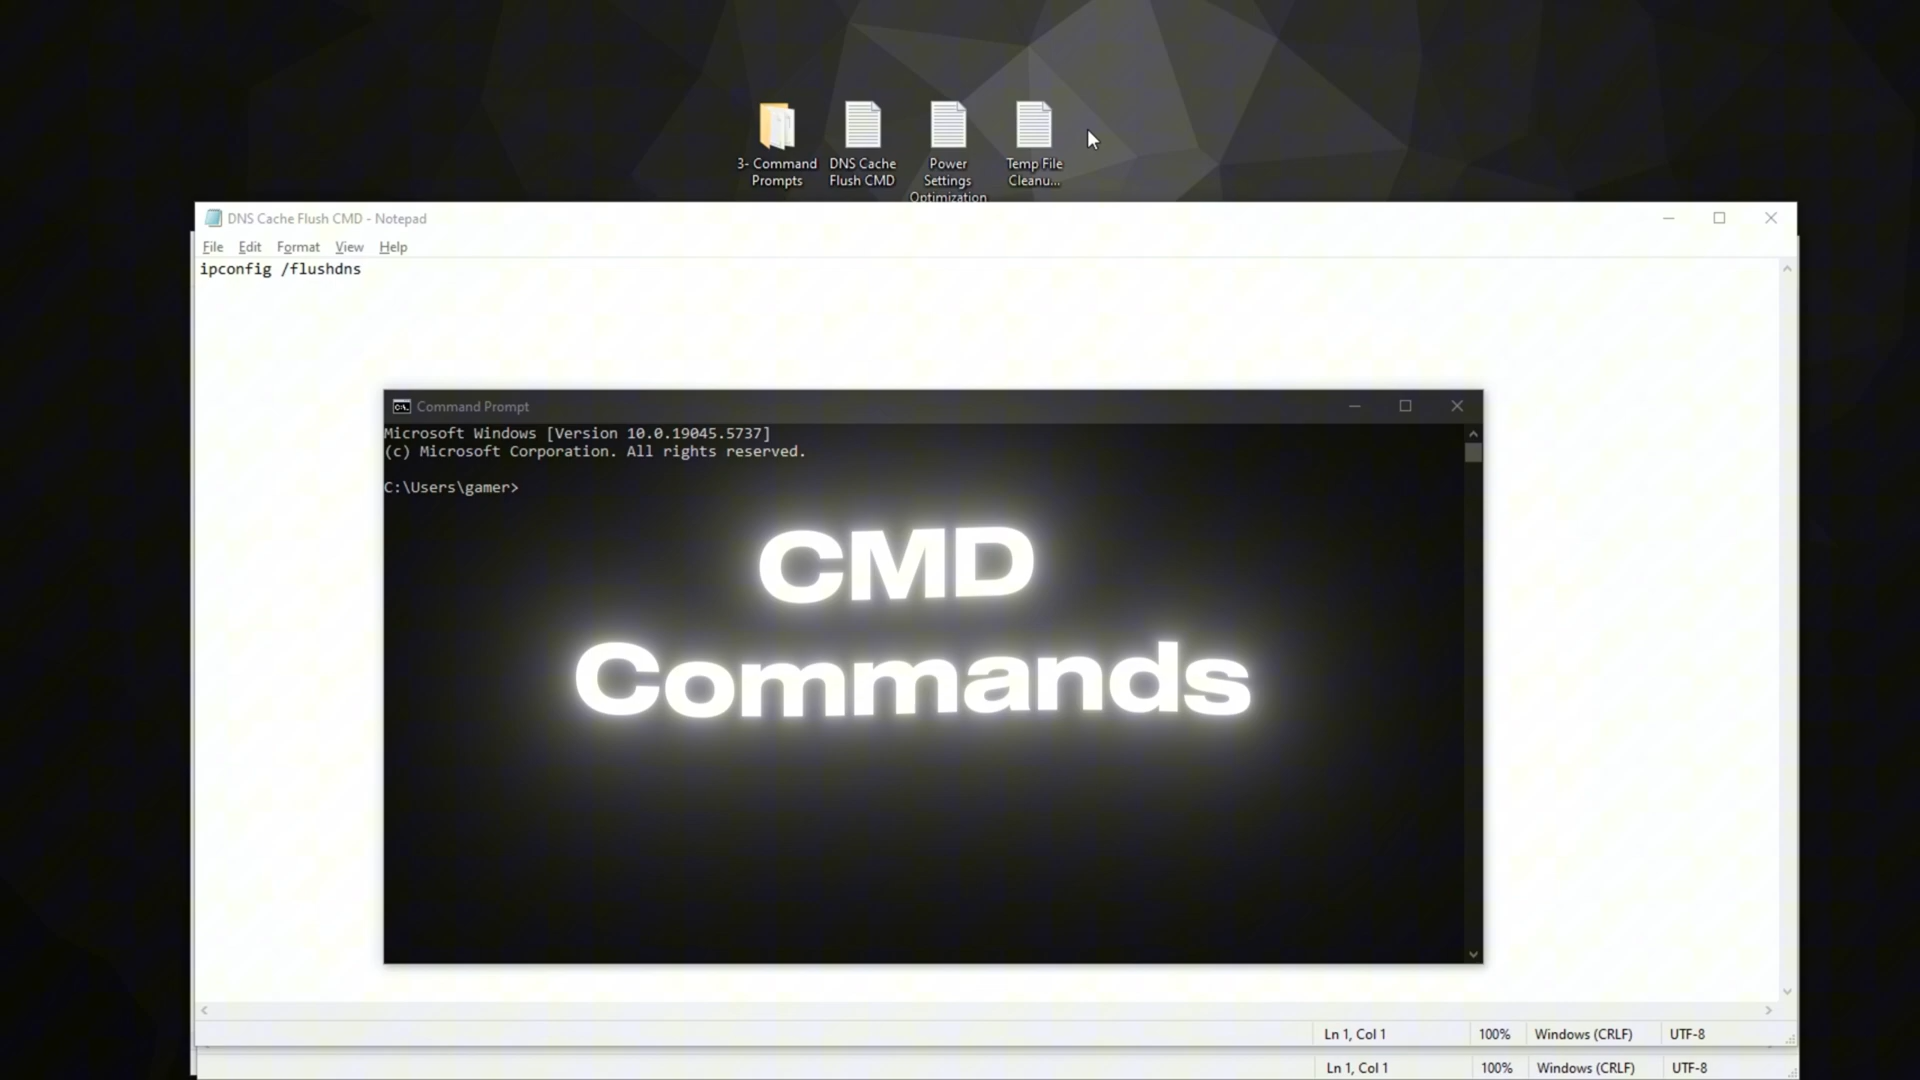 3- Command
Prompts
DNS Cache
Flush CMD
Power
Settings
Optimization
Temp File
Cleanu...
DNS Cache Flush CMD - Notepad
File Edit Format View Help
ipconfig /flushdns
Command Prompt
Microsoft Windows [Version 10.0.19045.5737]
(c) Microsoft Corporation. All rights reserved.
C:\Users\gamer>
CMD
Commands
Ln 1, Col 1 100% Windows (CRLF) UTF-8
Ln 1, Col 1 100% Windows (CRLF) UTF-8